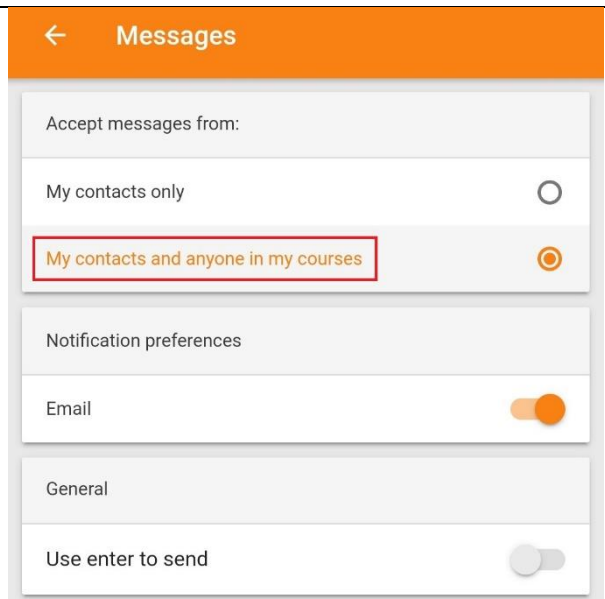 Messages
Accept messages from:
My contacts only
My contacts and anyone in my courses
Notification preferences
Email
General
Use enter to send